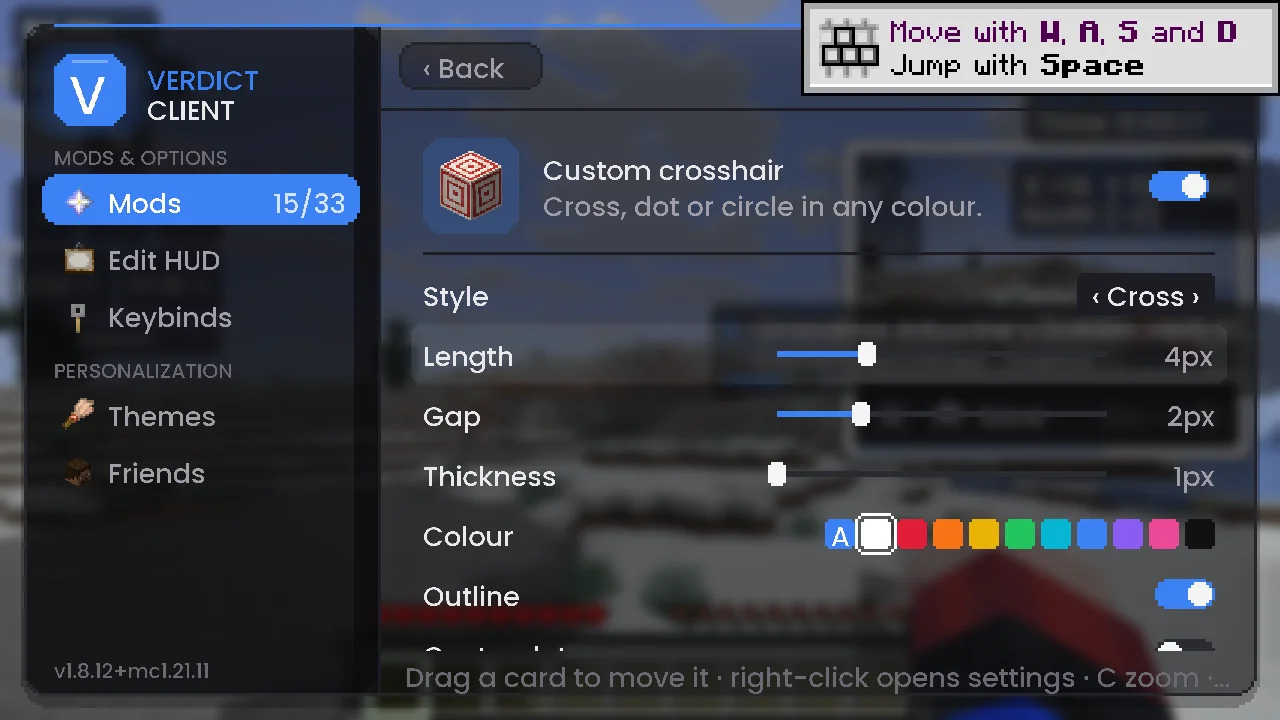 Move with W, A, S and D
Jump with Space
V
VERDICT
CLIENT
MODS & OPTIONS
Mods 15/33
Edit HUD
Keybinds
PERSONALIZATION
Themes
Friends
v1.8.12+mc1.21.11
‹ Back
Custom crosshair
Cross, dot or circle in any colour.
Style ‹ Cross ›
Length 4px
Gap 2px
Thickness 1px
Colour A
Outline
Drag a card to move it · right-click opens settings · C zoom ·...